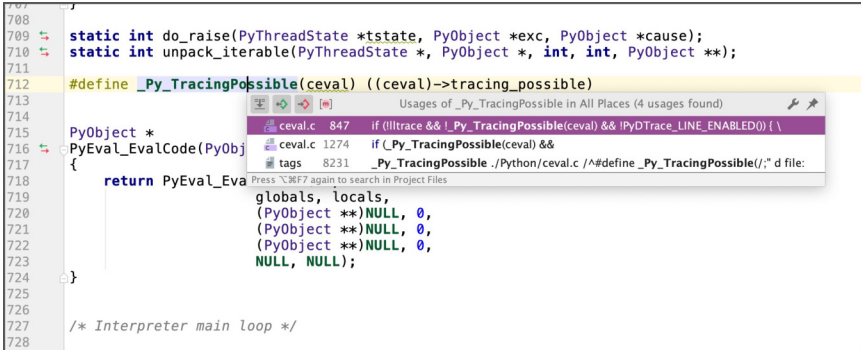 707 }
708
709 static int do_raise(PyThreadState *tstate, PyObject *exc, PyObject *cause);
710 static int unpack_iterable(PyThreadState *, PyObject *, int, int, PyObject **);
711
712 #define _Py_TracingPossible(ceval) ((ceval)->tracing_possible)
713
Usages of _Py_TracingPossible in All Places (4 usages found)
714
ceval.c 847 if (!lltrace && !_Py_TracingPossible(ceval) && !PyDTrace_LINE_ENABLED()) { \
715 PyObject *
ceval.c 1274 if (_Py_TracingPossible(ceval) &&
716 PyEval_EvalCode(PyObj
tags 8231 _Py_TracingPossible ./Python/ceval.c /^#define _Py_TracingPossible(/;" d file:
717 {
Press ⌥⌘F7 again to search in Project Files
718 return PyEval_Eva
719 globals, locals,
720 (PyObject **)NULL, 0,
721 (PyObject **)NULL, 0,
722 (PyObject **)NULL, 0,
723 NULL, NULL);
724 }
725
726
727 /* Interpreter main loop */
728